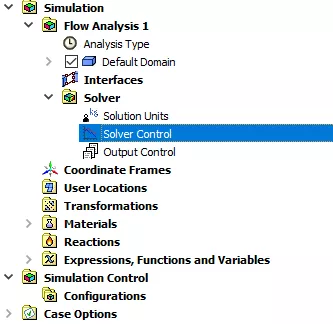 Simulation
Flow Analysis 1
Analysis Type
Default Domain
Interfaces
Solver
Solution Units
Solver Control
Output Control
Coordinate Frames
User Locations
Transformations
Materials
Reactions
Expressions, Functions and Variables
Simulation Control
Configurations
Case Options